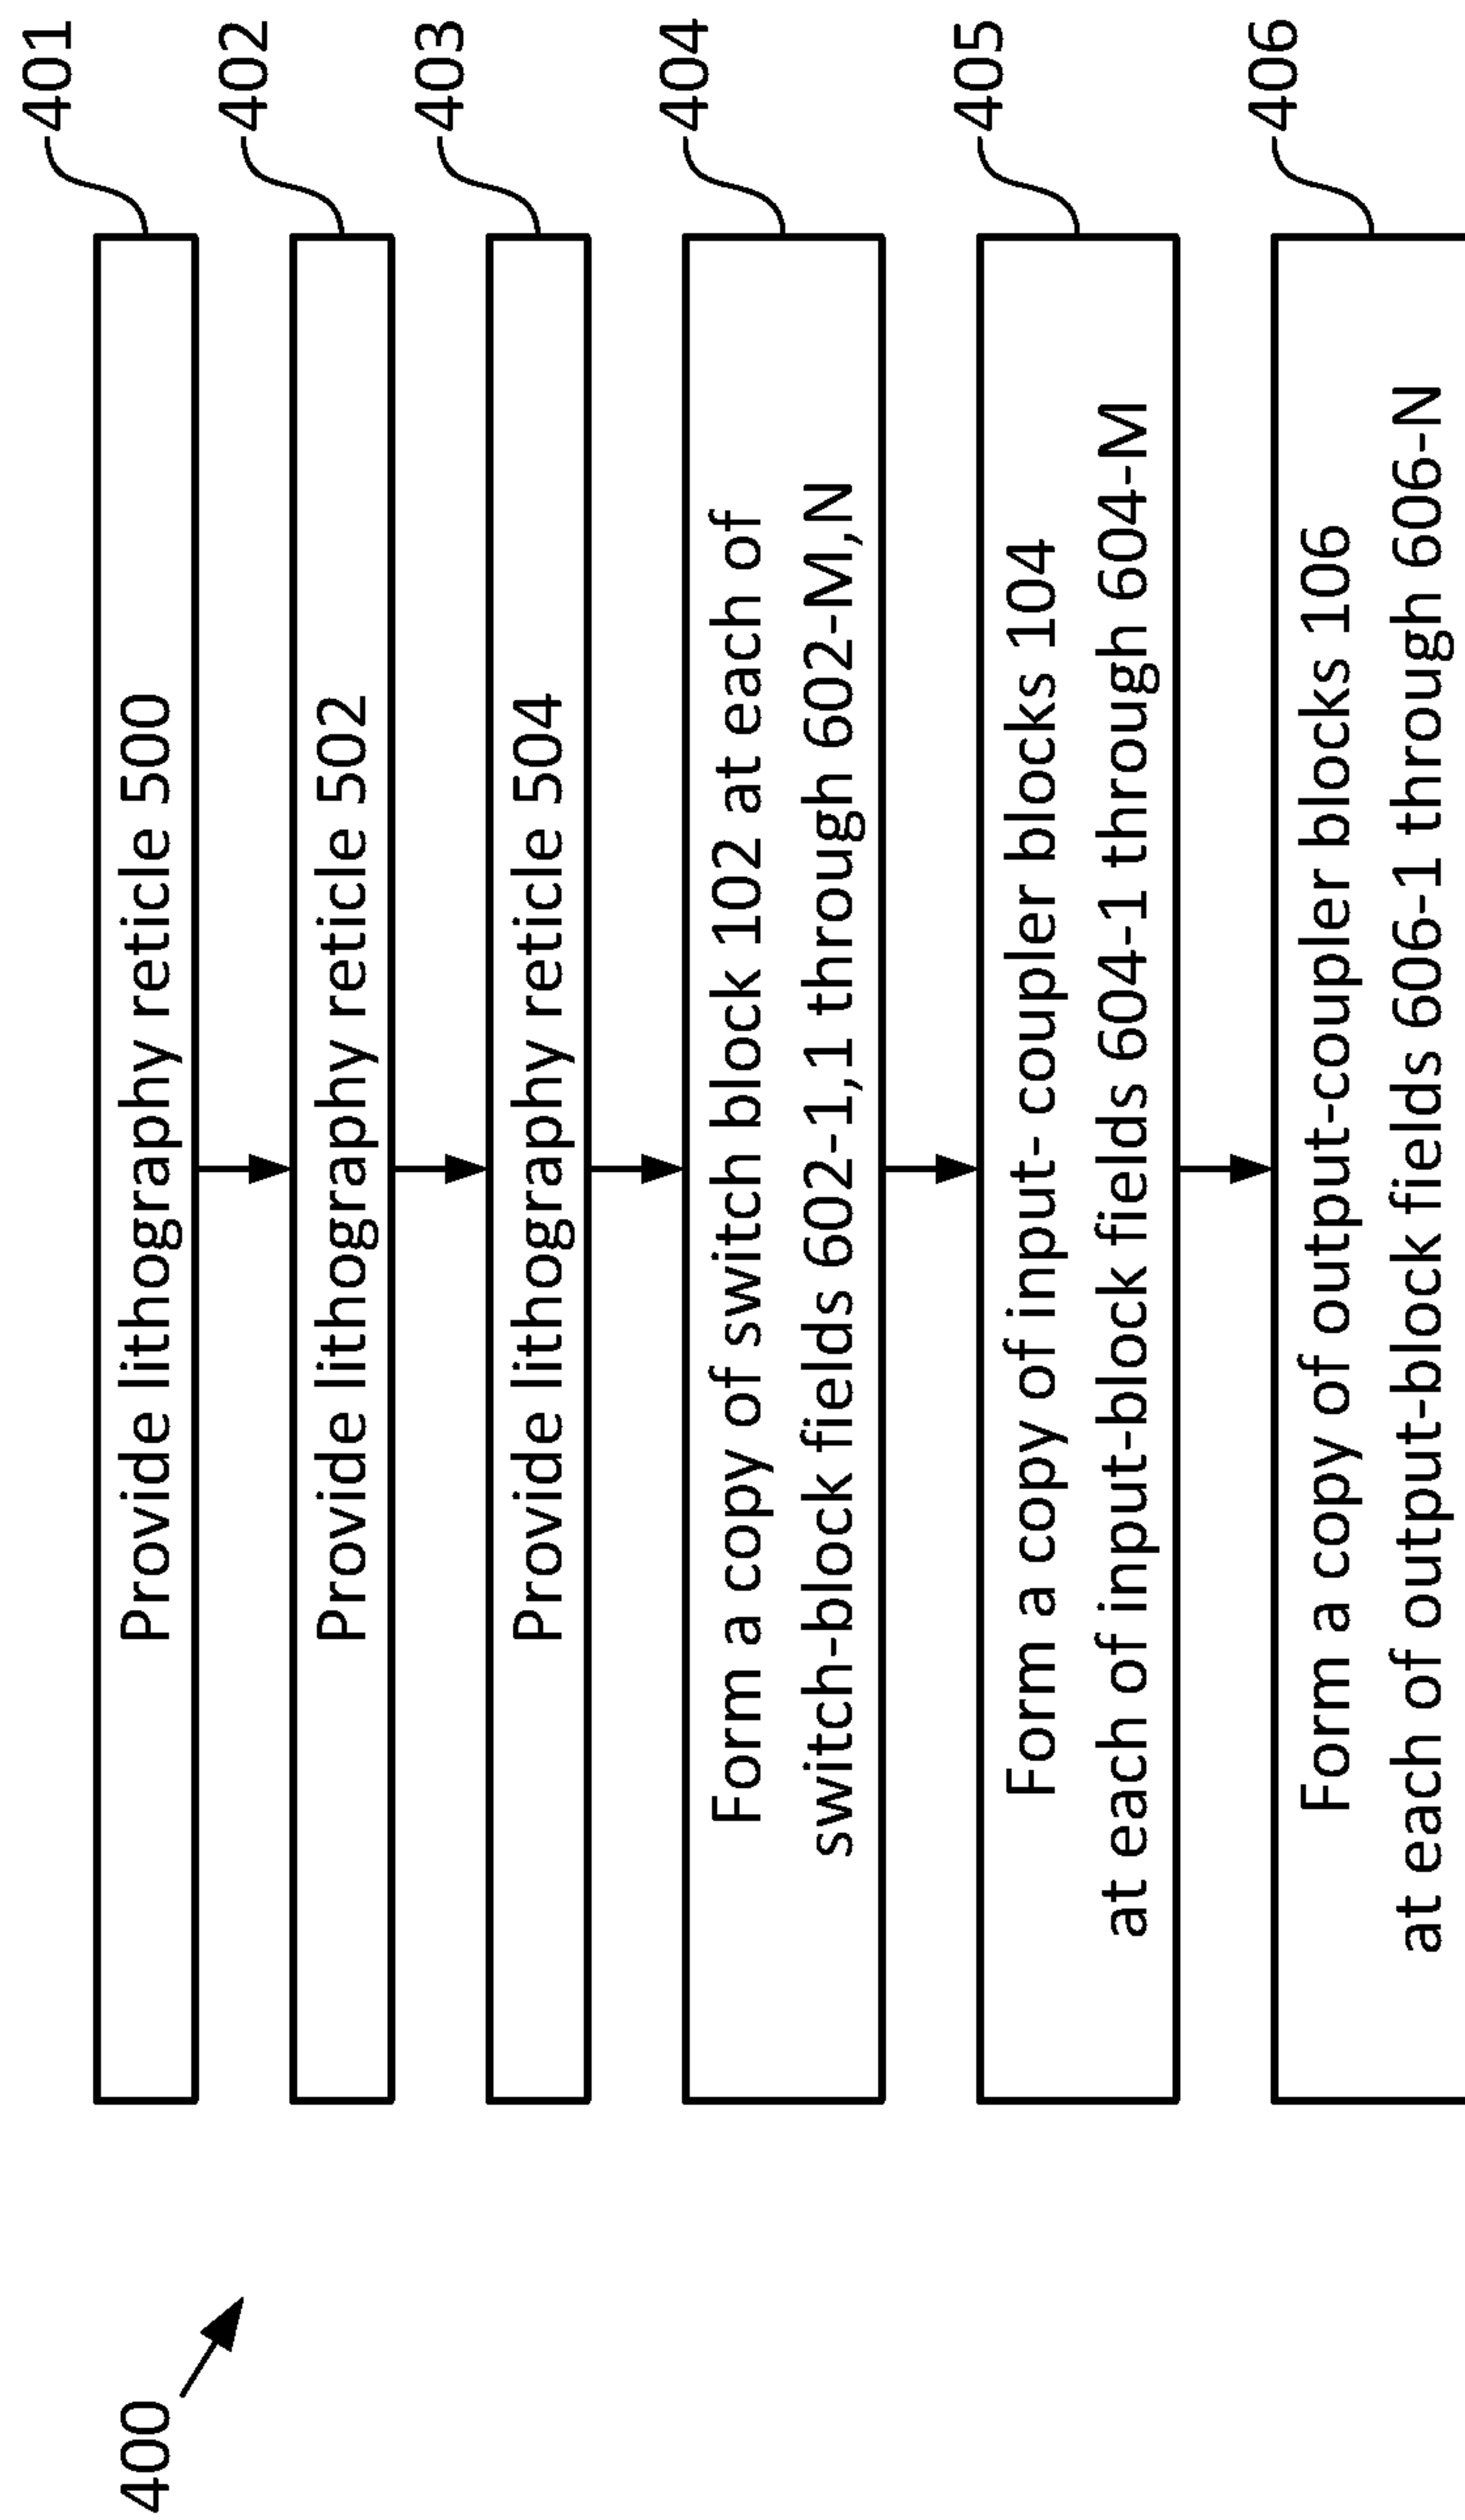 400
Provide lithography reticle 500
401
Provide lithography reticle 502
402
Provide lithography reticle 504
403
Form a copy of switch block 102 at each of
switch-block fields 602-1,1 through 602-M,N
404
Form a copy of input- coupler blocks 104
at each of input-block fields 604-1 through 604-M
405
Form a copy of output-coupler blocks 106
at each of output-block fields 606-1 through 606-N
406